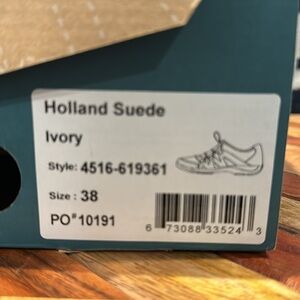 Holland Suede
Ivory
Style: 4516-619361
Size : 38
PO#10191
6 73088 33524 3